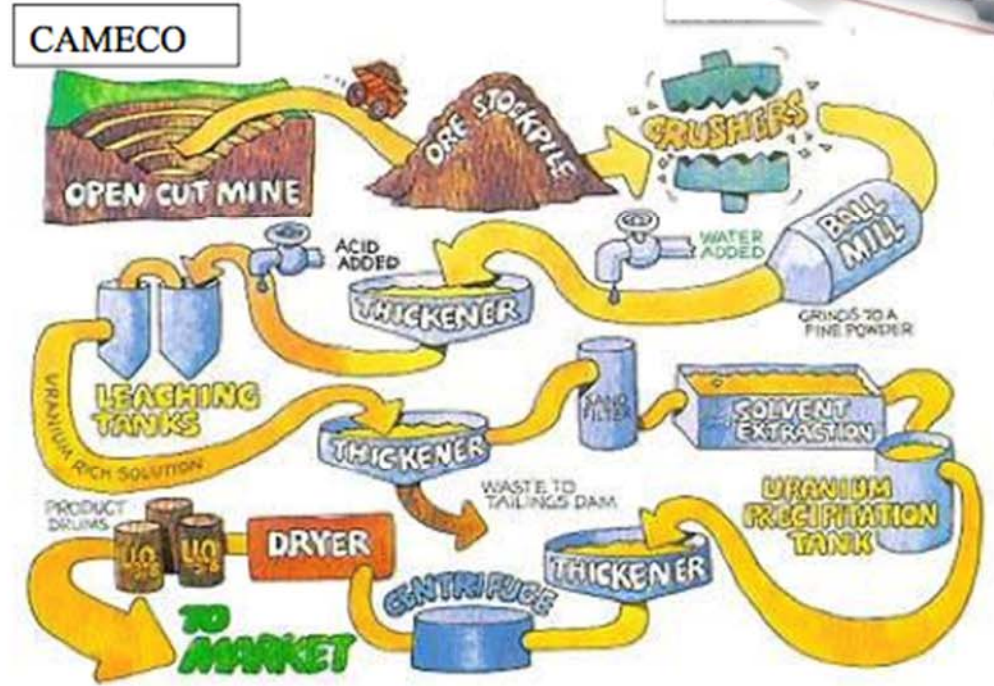 CAMECO
OPEN CUT MINE
ORE STOCKPILE
CRUSHERS
BALL
MILL
GRINDS TO A
FINE POWDER
WATER
ADDED
THICKENER
ACID
ADDED
LEACHING
TANKS
URANIUM RICH SOLUTION
THICKENER
WASTE TO
TAILINGS DAM
SAND
FILTER
SOLVENT
EXTRACTION
URANIUM
PRECIPITATION
TANK
THICKENER
CENTRIFUGE
DRYER
PRODUCT
DRUMS
U3O8
U3O8
TO
MARKET